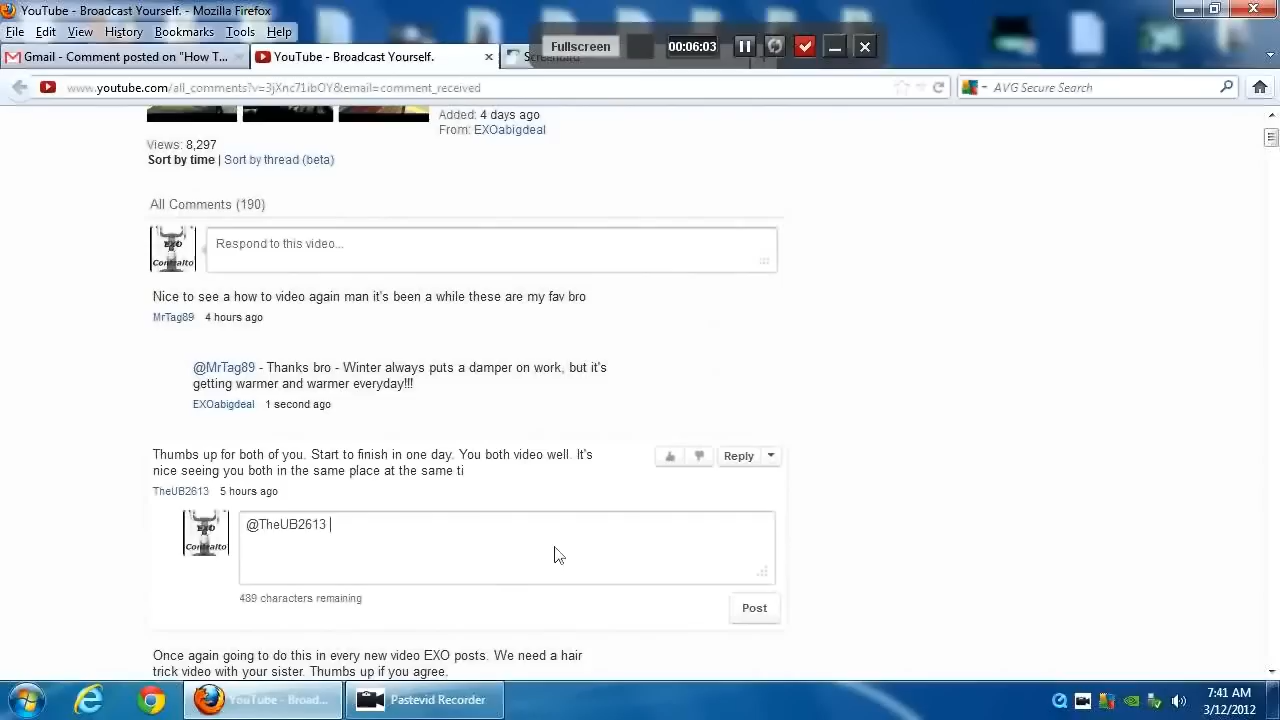 YouTube - Broadcast Yourself. - Mozilla Firefox
File Edit View History Bookmarks Tools Help
Fullscreen 00:06:03
Gmail - Comment posted on "How T... YouTube - Broadcast Yourself.
www.youtube.com/all_comments?v=3jXnc71ibOY&email=comment_received AVG Secure Search
Added: 4 days ago
From: EXOabigdeal
Views: 8,297
Sort by time | Sort by thread (beta)
All Comments (190)
EXO
Contralto
Respond to this video...
Nice to see a how to video again man it's been a while these are my fav bro
MrTag89 4 hours ago
@MrTag89 - Thanks bro - Winter always puts a damper on work, but it's
getting warmer and warmer everyday!!!
EXOabigdeal 1 second ago
Thumbs up for both of you. Start to finish in one day. You both video well. It's
nice seeing you both in the same place at the same ti
Reply
TheUB2613 5 hours ago
EXO
Contralto
@TheUB2613
489 characters remaining
Post
Once again going to do this in every new video EXO posts. We need a hair
trick video with your sister. Thumbs up if you agree.
YouTube - Broad... Pastevid Recorder
7:41 AM
3/12/2012